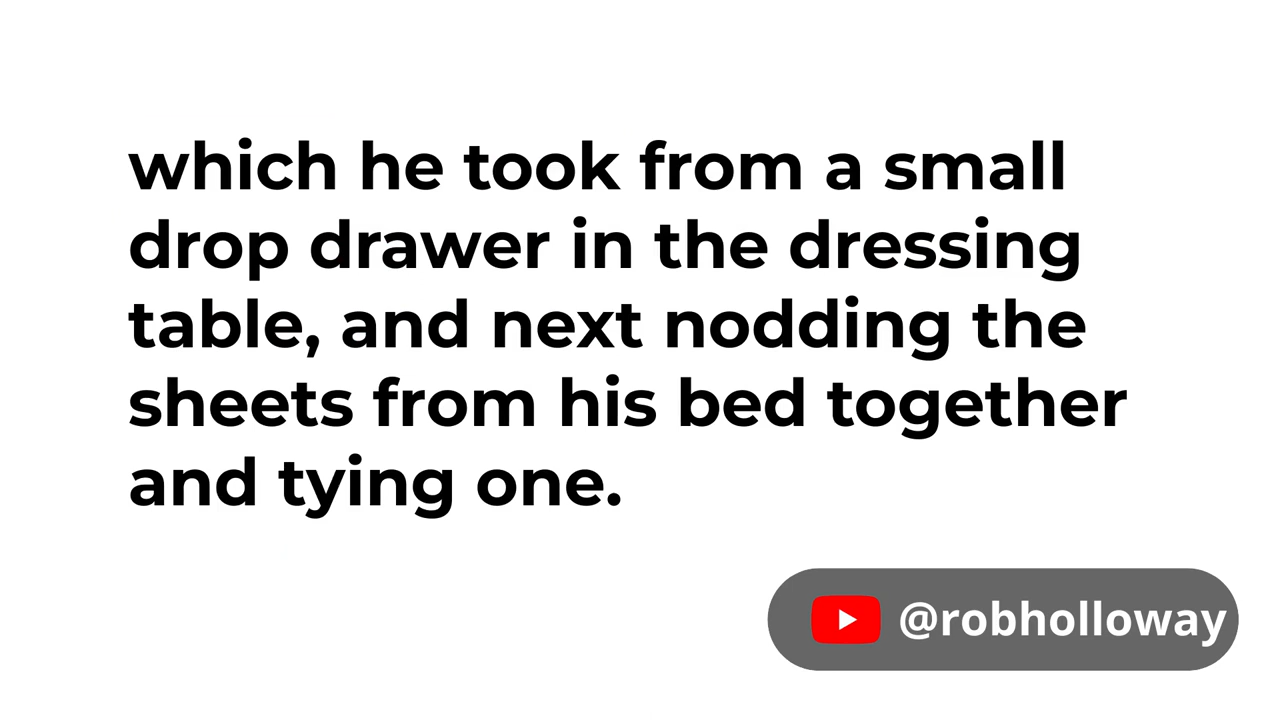 which he took from a small
drop drawer in the dressing
table, and next nodding the
sheets from his bed together
and tying one.
@robholloway